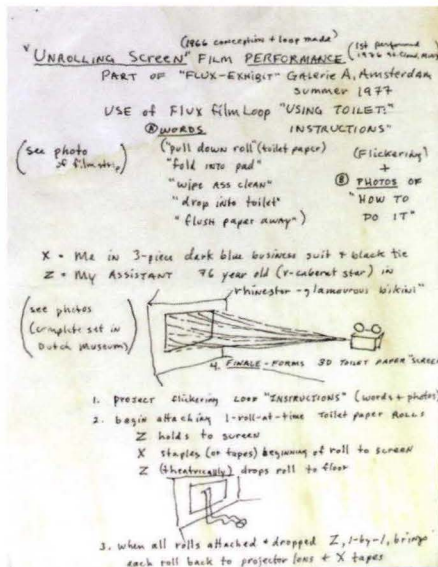 (1966 conception + loop made)
"UNROLLING SCREEN" FILM PERFORMANCE (1st performed
1976
PART OF "FLUX-EXHIBIT" Galerie A, Amsterdam
summer 1977
USE of FLUX film Loop "USING TOILET:"
Ⓐ WORDS INSTRUCTIONS"
(see photo of filmstrip)
("pull down roll" (toilet paper)
"fold into pad"
"wipe ass clean"
"drop into toilet"
"flush paper away")
(Flickering)
+
Ⓑ PHOTOS OF
"HOW TO
DO IT"
X = Me in 3-piece dark blue business suit + black tie
Z = My ASSISTANT 76 year old (r-cabaret star) in
rhinestone-glamourous bikini"
(see photos
(complete set in
Dutch Museum)
4. FINALE - FORMS 3D TOILET PAPER "SCREEN
1. project flickering Loop "INSTRUCTIONS" (words + photos)
2. begin attaching 1-roll-at-time Toilet paper ROLLS
Z holds to screen
X staples (or tapes) beginning of roll to screen
Z (theatrically) drops roll to floor
3. when all rolls attached + dropped Z, 1-by-1, brings
each roll back to projector lens + X tapes